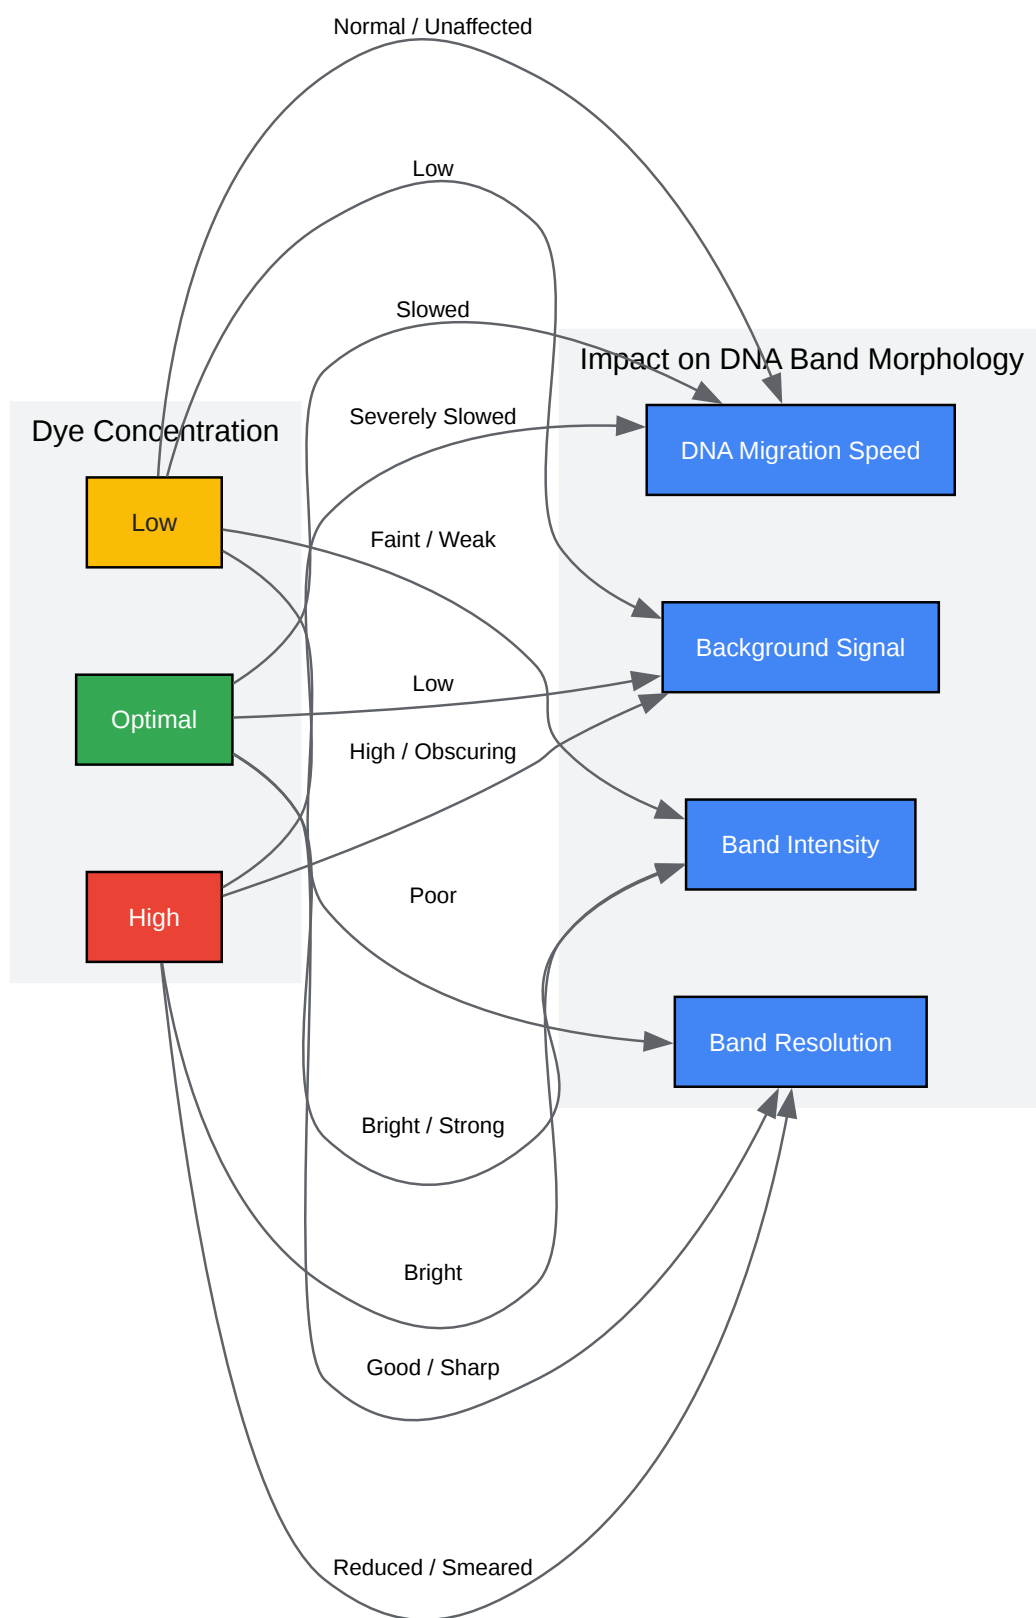 Normal / Unaffected
Low
Slowed
Impact on DNA Band Morphology
Severely Slowed
Dye Concentration
DNA Migration Speed
Low
Faint / Weak
Background Signal
Low
Optimal
High / Obscuring
Band Intensity
Poor
High
Band Resolution
Bright / Strong
Bright
Good / Sharp
Reduced / Smeared